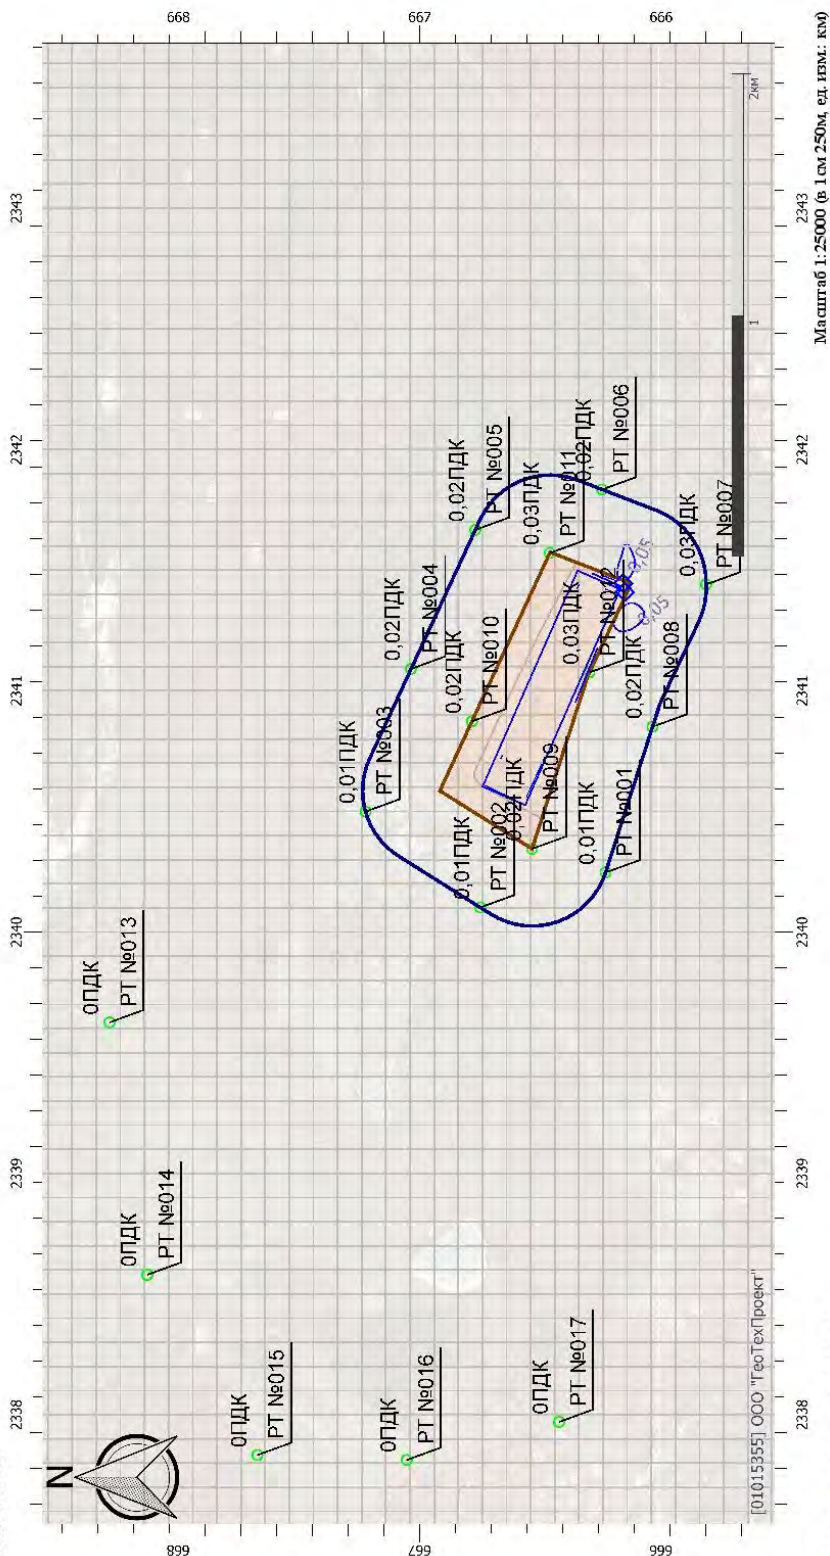 668
667
666
2343
2343
2км
1
Масштаб 1:25000 (в 1см 250м, ед. изм.: км)
2342
2342
0,02ПДК
РТ №005
0,02ПДК
РТ №006
0,03ПДК
РТ №011
0,03ПДК
РТ №007
0,02ПДК
РТ №004
0,02ПДК
РТ №010
0,03ПДК
РТ №012
0,05
0,05
0,02ПДК
РТ №008
2341
2341
0,01ПДК
РТ №003
0,01ПДК
РТ №002
0,02ПДК
РТ №009
0,01ПДК
РТ №001
2340
2340
0ПДК
РТ №013
2339
2339
0ПДК
РТ №014
0ПДК
РТ №015
0ПДК
РТ №016
0ПДК
РТ №017
2338
2338
N
[01015355] ООО "ГеоТехПроект"
668
667
666